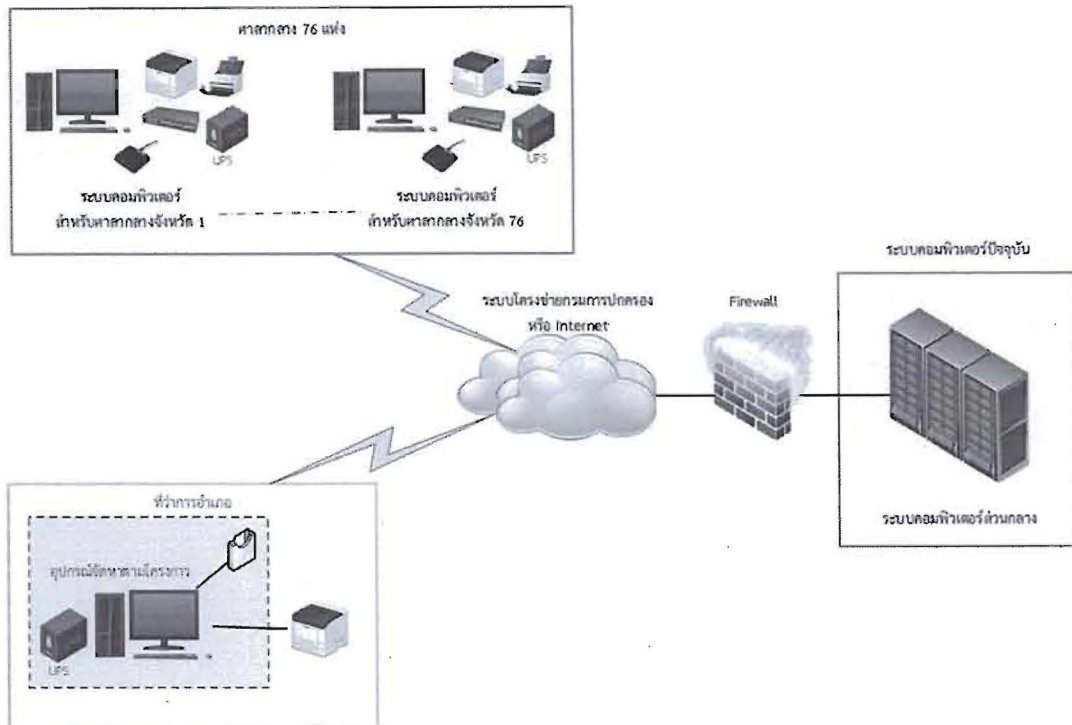 ศาลากลาง 76 แห่ง
UPS
UPS
ระบบคอมพิวเตอร์
สำหรับศาลากลางจังหวัด 1
ระบบคอมพิวเตอร์
สำหรับศาลากลางจังหวัด 76
ระบบโครงข่ายกรมการปกครอง
หรือ Internet
Firewall
ระบบคอมพิวเตอร์ปัจจุบัน
ระบบคอมพิวเตอร์ส่วนกลาง
ที่ว่าการอำเภอ
อุปกรณ์จัดหาตามโครงการ
UPS